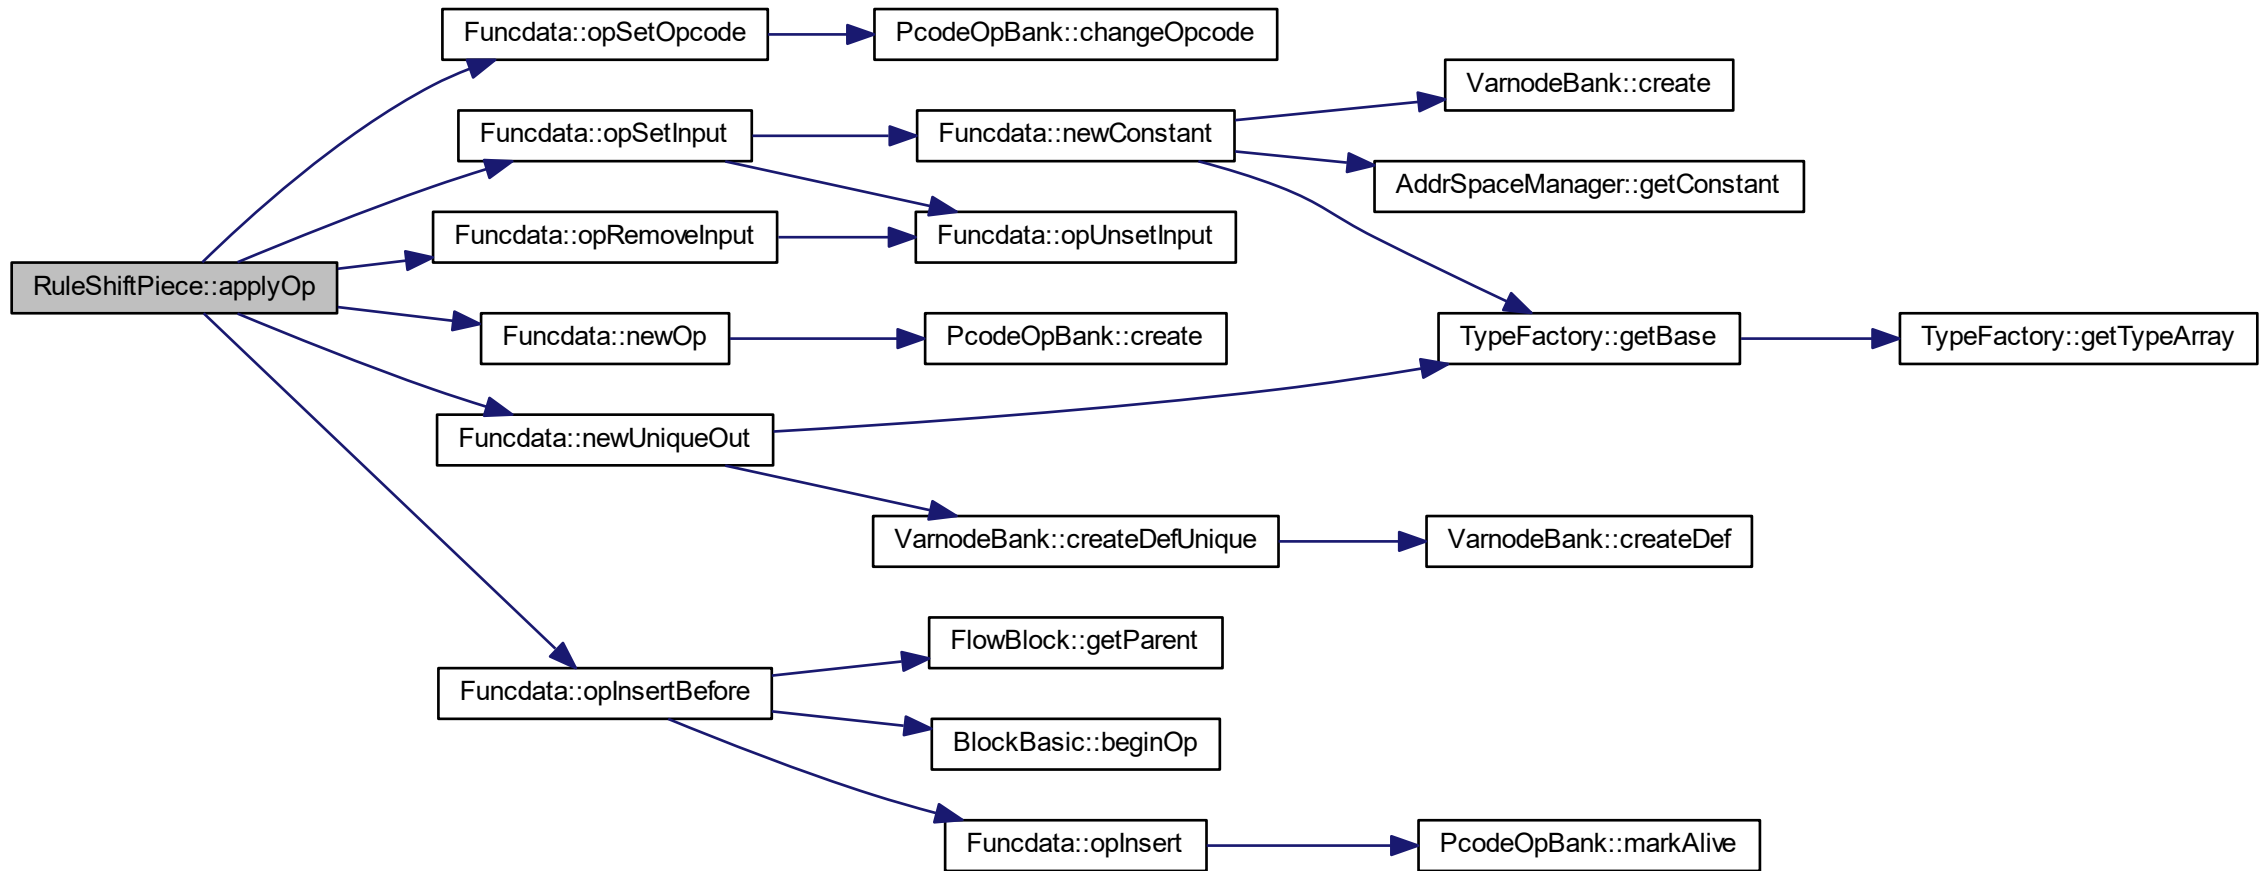 Funcdata::opSetOpcode
PcodeOpBank::changeOpcode
VarnodeBank::create
Funcdata::opSetInput
Funcdata::newConstant
AddrSpaceManager::getConstant
Funcdata::opRemoveInput
Funcdata::opUnsetInput
RuleShiftPiece::applyOp
Funcdata::newOp
PcodeOpBank::create
TypeFactory::getBase
TypeFactory::getTypeArray
Funcdata::newUniqueOut
VarnodeBank::createDefUnique
VarnodeBank::createDef
FlowBlock::getParent
Funcdata::opInsertBefore
BlockBasic::beginOp
Funcdata::opInsert
PcodeOpBank::markAlive